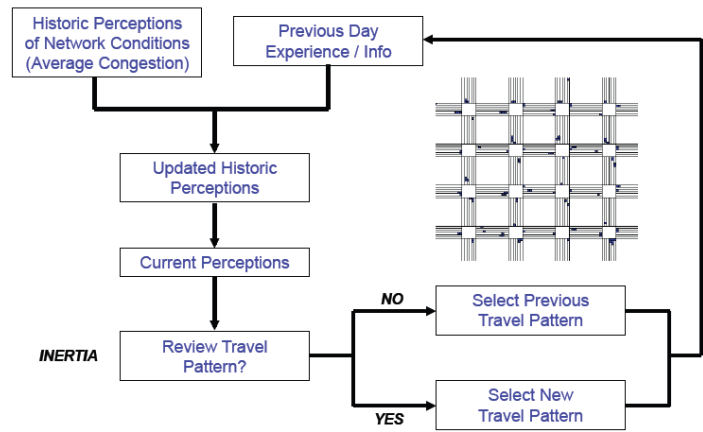 Historic Perceptions
of Network Conditions
(Average Congestion)
Previous Day
Experience / Info
Updated Historic
Perceptions
Current Perceptions
INERTIA
Review Travel
Pattern?
NO
Select Previous
Travel Pattern
YES
Select New
Travel Pattern